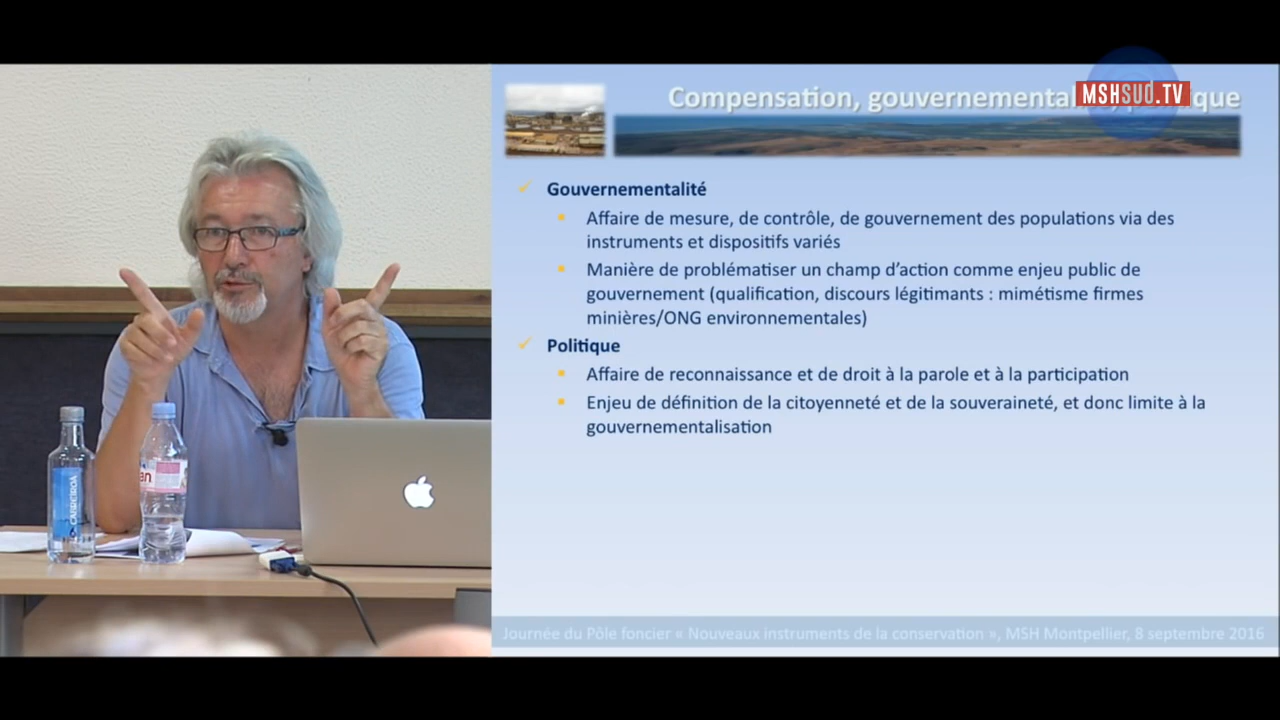 Compensation, gouvernementa
que
MSHSUD.TV
Gouvernementalité
Affaire de mesure, de contrôle, de gouvernement des populations via des
instruments et dispositifs variés
Manière de problématiser un champ d'action comme enjeu public de
gouvernement (qualification, discours légitimants : mimétisme firmes
minières/ONG environnementales)
Politique
Affaire de reconnaissance et de droit à la parole et à la participation
Enjeu de définition de la citoyenneté et de la souveraineté, et donc limite à la
gouvernementalisation
Journée du Pôle foncier « Nouveaux instruments de la conservation », MSH Montpellier, 8 septembre 2016
CABREIROÁ
an